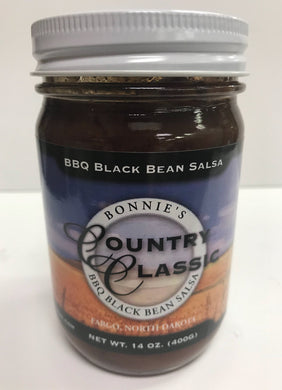 BBQ BLACK BEAN SALSA
BONNIE'S
COUNTRY
CLASSIC
BBQ BLACK BEAN SALSA
FARGO, NORTH DAKOTA
NET WT. 14 OZ. (400G)